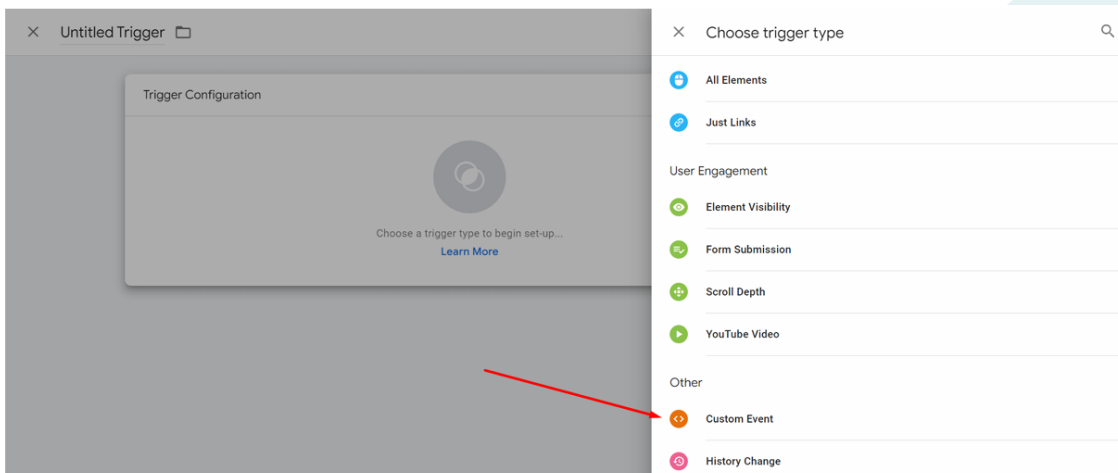 Untitled Trigger
Trigger Configuration
Choose a trigger type to begin set-up...
Learn More
Choose trigger type
All Elements
Just Links
User Engagement
Element Visibility
Form Submission
Scroll Depth
YouTube Video
Other
Custom Event
History Change